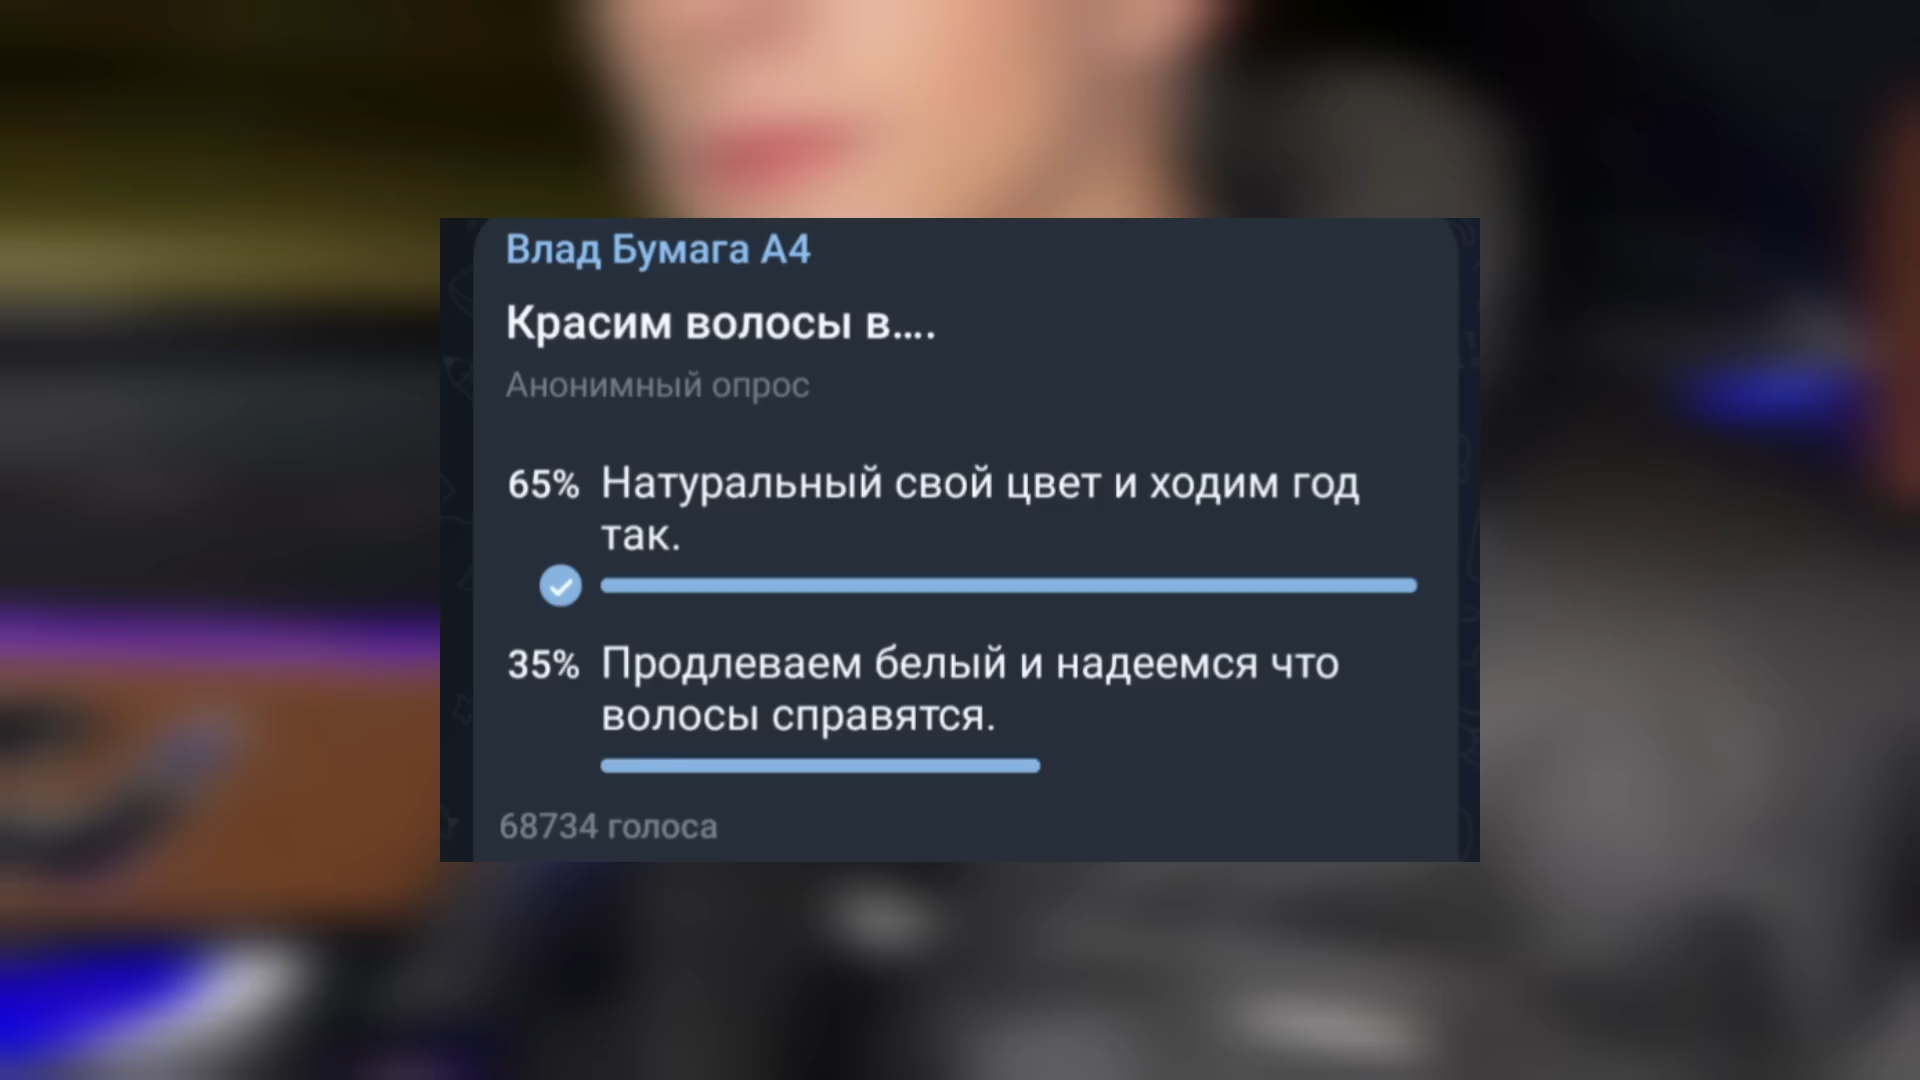 Влад Бумага А4
Красим волосы в....
Анонимный опрос
65% Натуральный свой цвет и ходим год
так.
35% Продлеваем белый и надеемся что
волосы справятся.
68734 голоса